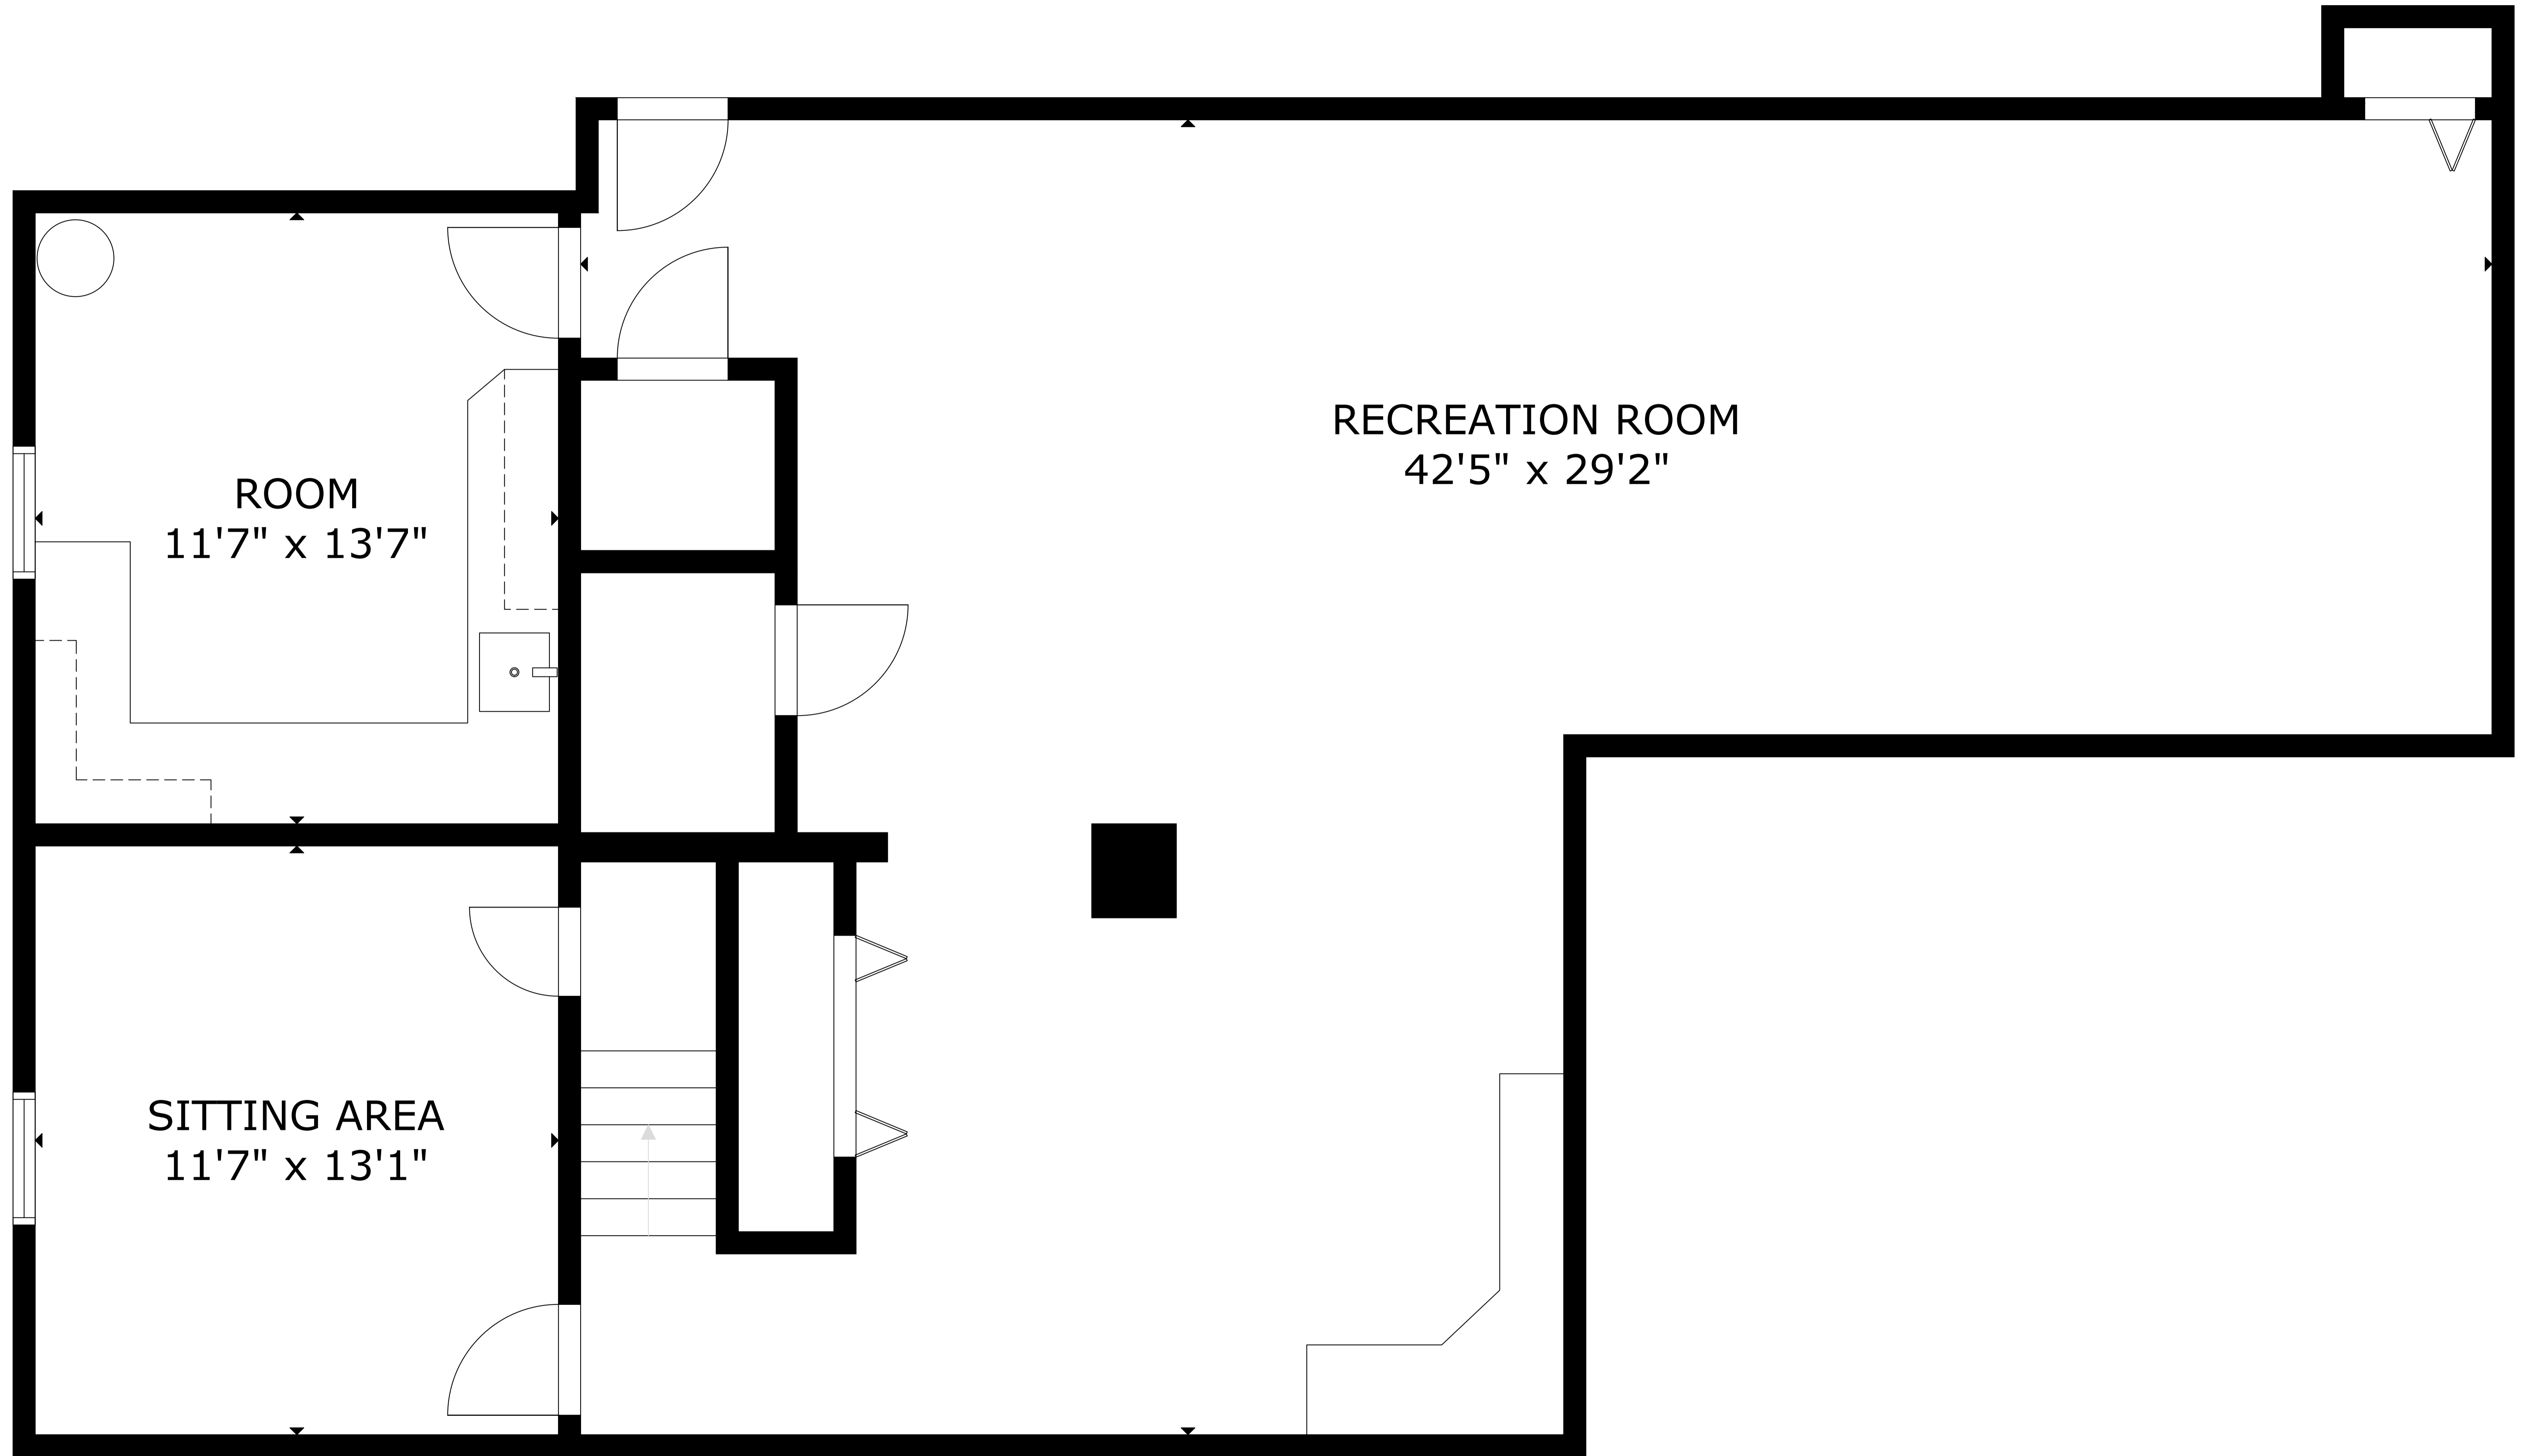 RECREATION ROOM
42'5" x 29'2"
ROOM
11'7" x 13'7"
SITTING AREA
11'7" x 13'1"